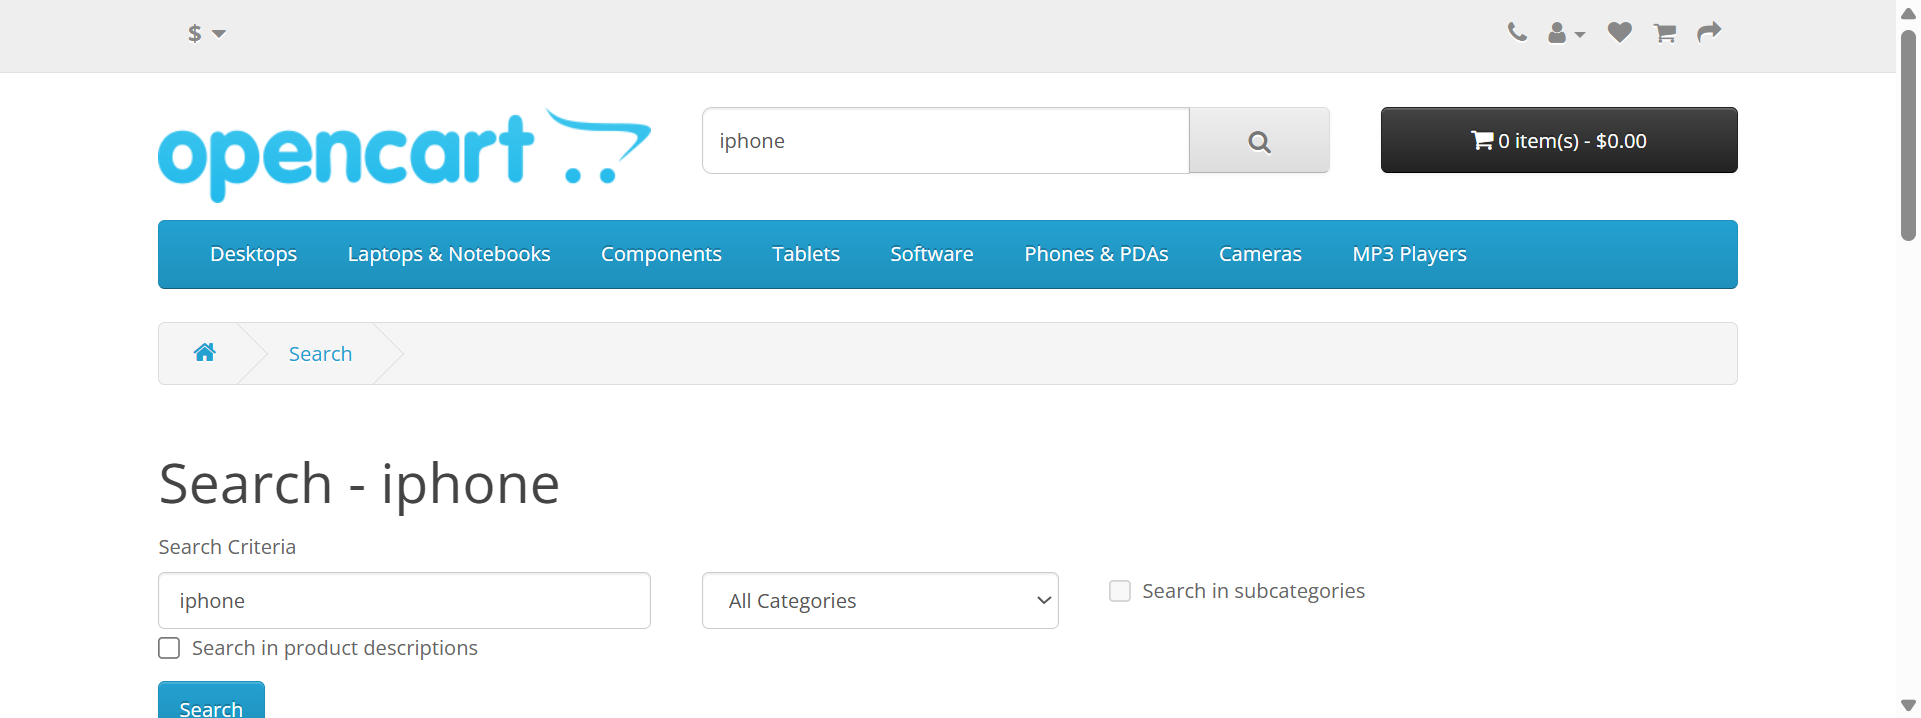 $
opencart
iphone
0 item(s) - $0.00
Desktops
Laptops & Notebooks
Components
Tablets
Software
Phones & PDAs
Cameras
MP3 Players
Search
Search - iphone
Search Criteria
iphone
All Categories
Search in subcategories
Search in product descriptions
Search